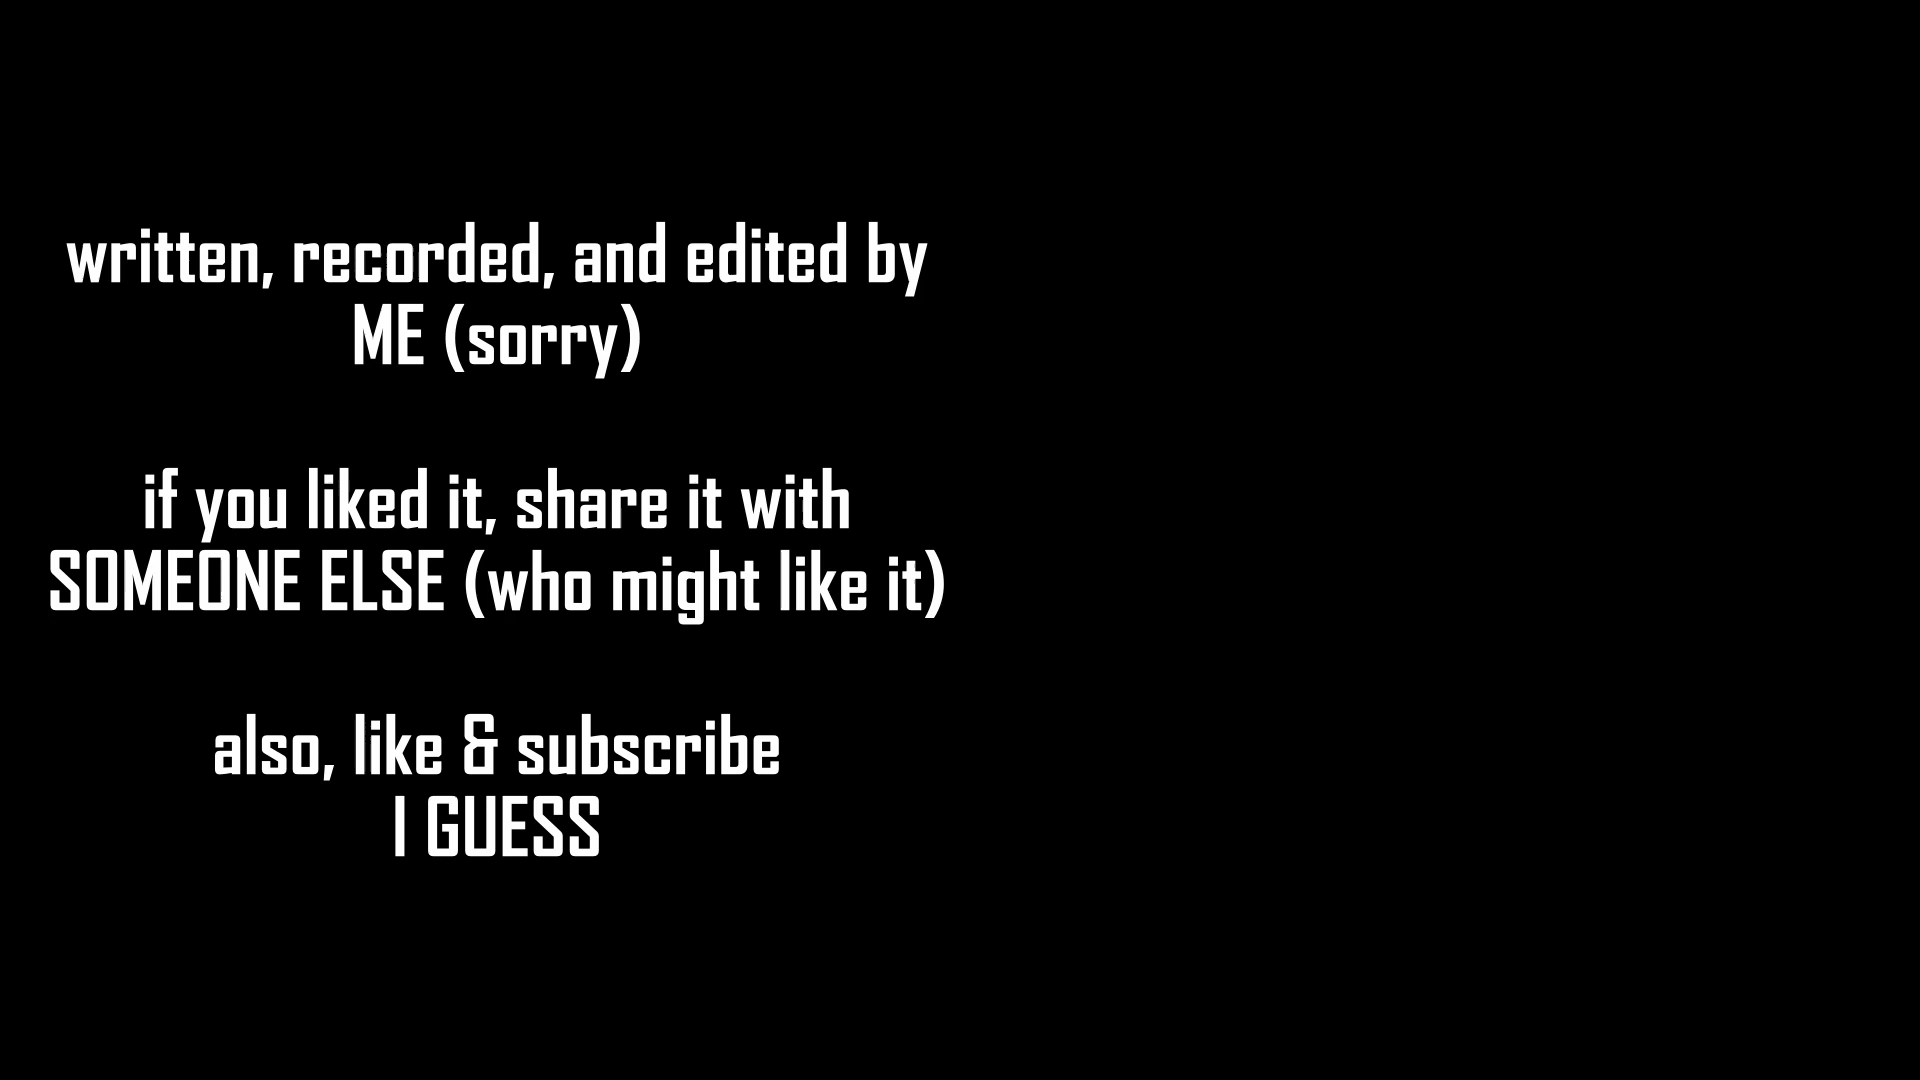 written, recorded, and edited by
ME (sorry)
if you liked it, share it with
SOMEONE ELSE (who might like it)
also, like & subscribe
I GUESS